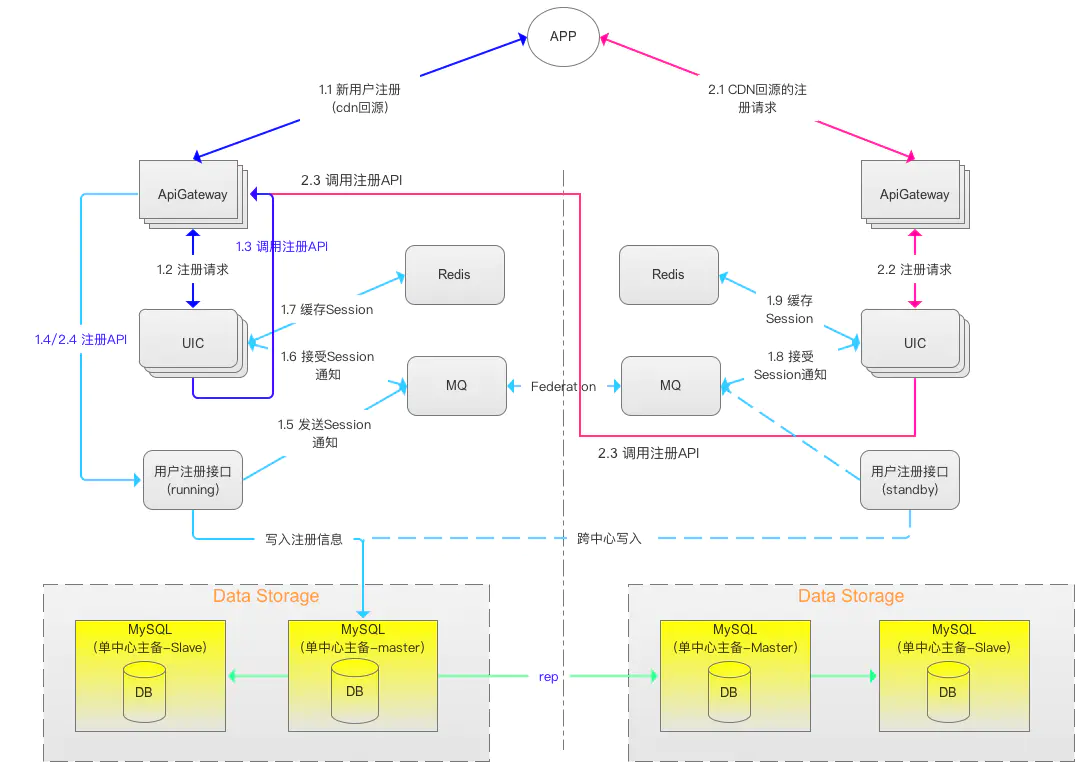 APP
1.1 新用户注册
(cdn回源)
2.1 CDN回源的注
册请求
ApiGateway
2.3 调用注册API
ApiGateway
1.3 调用注册API
1.2 注册请求
2.2 注册请求
Redis
Redis
1.7 缓存Session
1.9 缓存
Session
1.4/2.4 注册API
UIC
UIC
1.6 接受Session
通知
1.8 接受
Session通知
MQ
Federation
MQ
1.5 发送Session
通知
2.3 调用注册API
用户注册接口
(running)
用户注册接口
(standby)
写入注册信息
跨中心写入
Data Storage
Data Storage
MySQL
(单中心主备-Slave)
DB
MySQL
(单中心主备-master)
DB
rep
MySQL
(单中心主备-Master)
DB
MySQL
(单中心主备-Slave)
DB